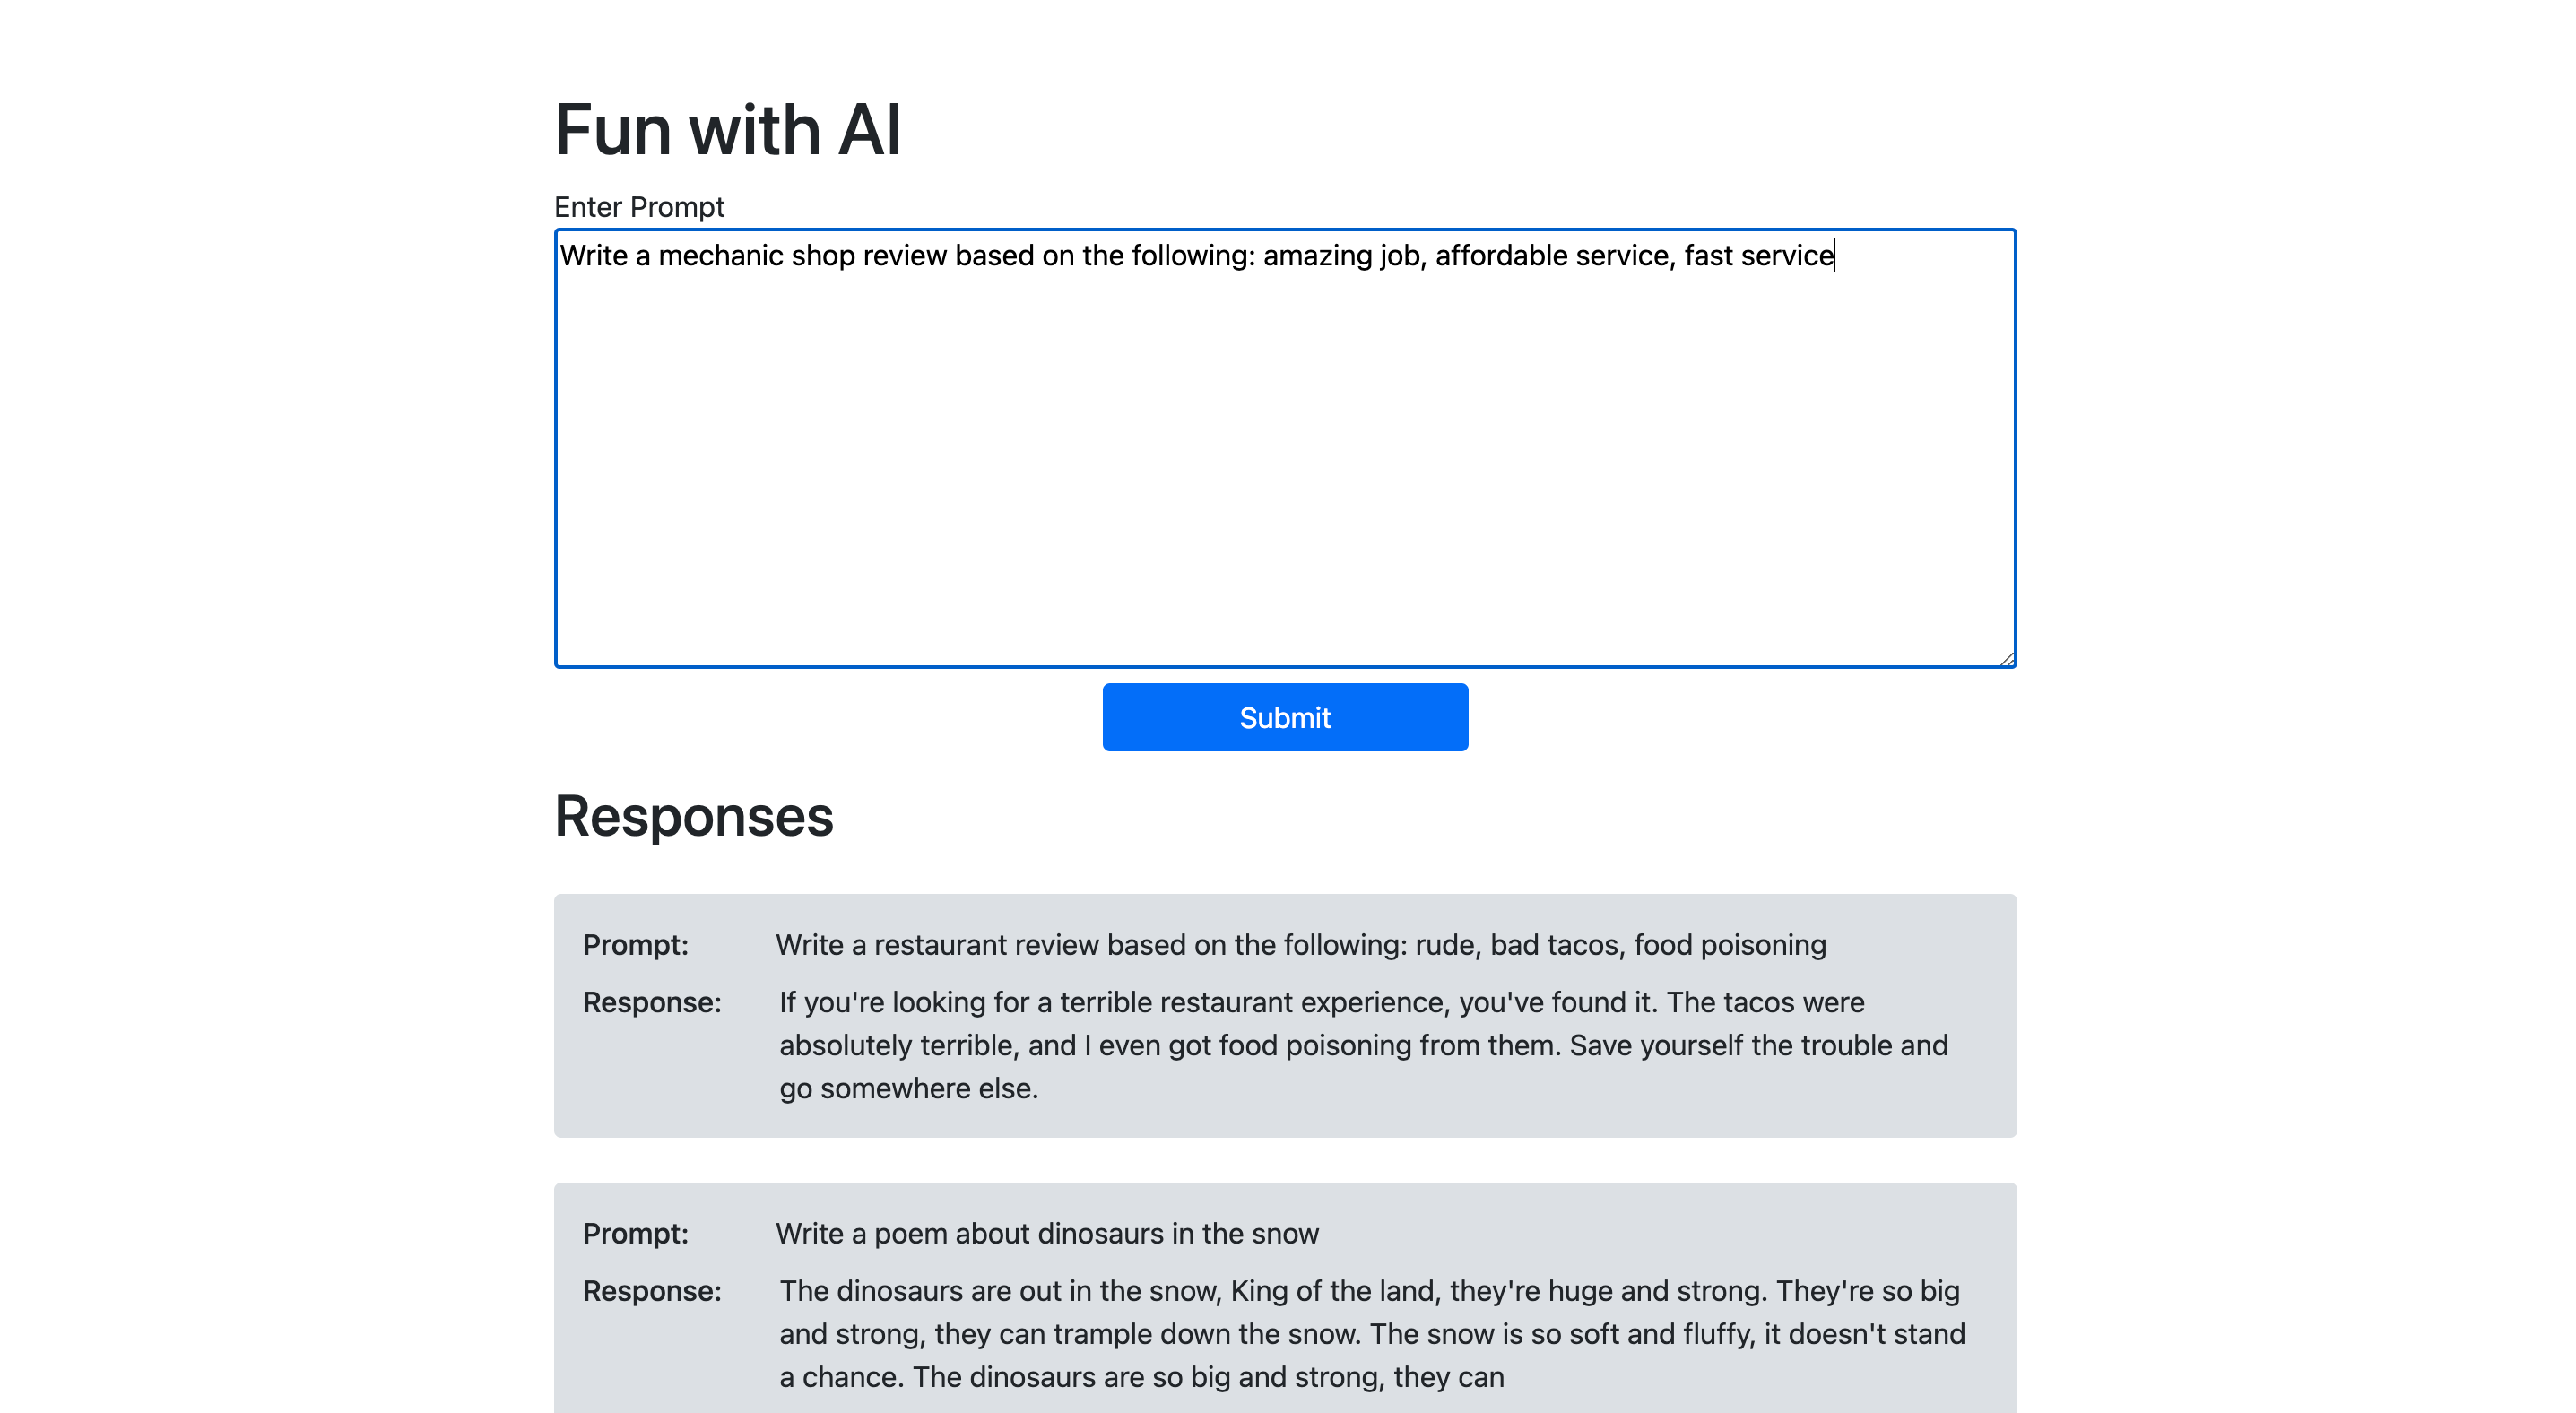 Fun with AI
Enter Prompt
Write a mechanic shop review based on the following: amazing job, affordable service, fast service
Submit
Responses
Prompt: Write a restaurant review based on the following: rude, bad tacos, food poisoning
Response: If you're looking for a terrible restaurant experience, you've found it. The tacos were
absolutely terrible, and I even got food poisoning from them. Save yourself the trouble and
go somewhere else.
Prompt: Write a poem about dinosaurs in the snow
Response: The dinosaurs are out in the snow, King of the land, they're huge and strong. They're so big
and strong, they can trample down the snow. The snow is so soft and fluffy, it doesn't stand
a chance. The dinosaurs are so big and strong, they can